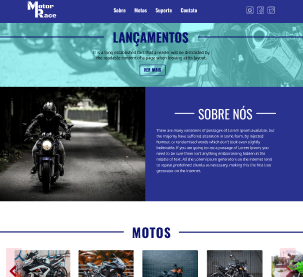 Motor
Race
Sobre Motos Suporte Contato
LANÇAMENTOS
It is a long established fact that a reader will be distracted by
the readable content of a page when looking at its layout.
VER MAIS
SOBRE NÓS
There are many variations of passages of Lorem Ipsum available, but
the majority have suffered alteration in some form, by injected
humour, or randomised words which don't look even slightly
believable. If you are going to use a passage of Lorem Ipsum, you
need to be sure there isn't anything embarrassing hidden in the
middle of text. All the Lorem Ipsum generators on the Internet tend
to repeat predefined chunks as necessary, making this the first true
generator on the Internet.
MOTOS